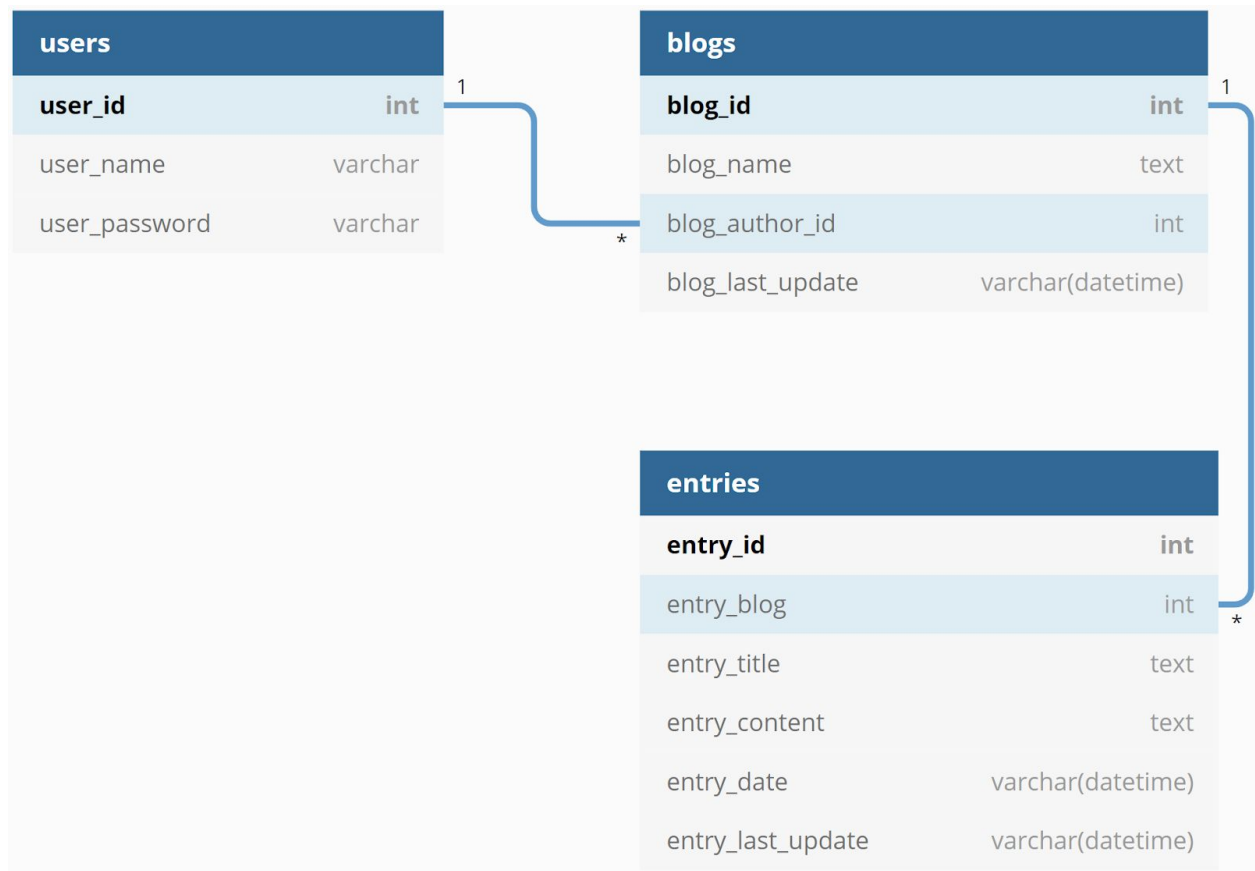 users
user_id int
user_name varchar
user_password varchar
1
*
blogs
blog_id int
blog_name text
blog_author_id int
blog_last_update varchar(datetime)
1
entries
entry_id int
entry_blog int
*
entry_title text
entry_content text
entry_date varchar(datetime)
entry_last_update varchar(datetime)